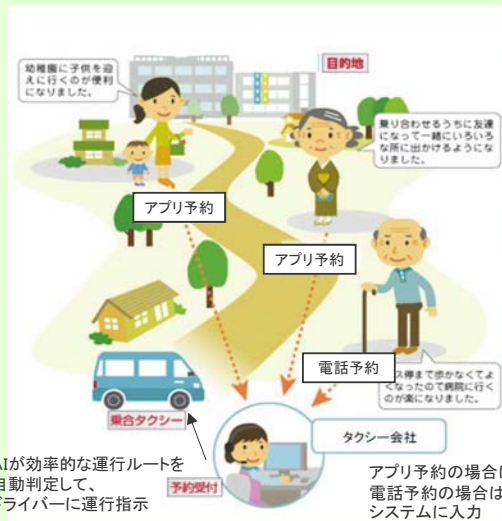 目的地
幼稚園に子供を迎
えに行くのが便利
になりました。
乗り合わせるうちに友達
になって一緒にいろいろ
な所に出かけるようにな
りました。
アプリ予約
アプリ予約
電話予約
ス停まで歩かなくてよ
くなったので病院に行く
のが楽になりました。
乗合タクシー
タクシー会社
予約受付
AIが効率的な運行ルートを
自動判定して、
ドライバーに運行指示
アプリ予約の場合
電話予約の場合は
システムに入力